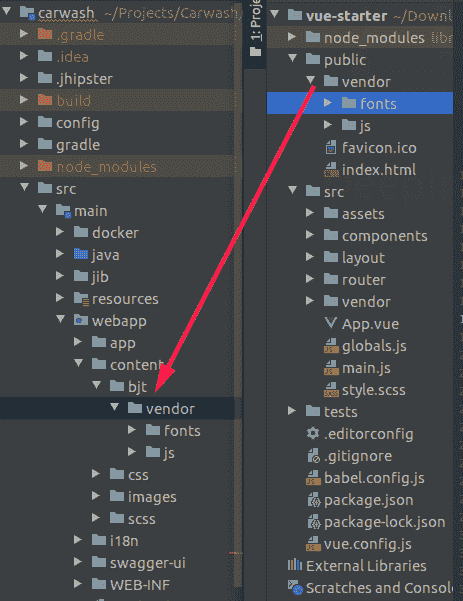 carwash ~/Projects/Carwash
.gradle
.idea
.jhipster
build
config
gradle
node_modules
src
main
docker
java
jib
resources
webapp
app
content
bjt
vendor
fonts
js
css
images
scss
i18n
swagger-ui
WEB-INF
1: Proje
vue-starter ~/Downl
node_modules libr
public
vendor
fonts
js
favicon.ico
index.html
src
assets
components
layout
router
vendor
App.vue
globals.js
main.js
style.scss
tests
.editorconfig
.gitignore
babel.config.js
package.json
package-lock.json
vue.config.js
External Libraries
Scratches and Consol